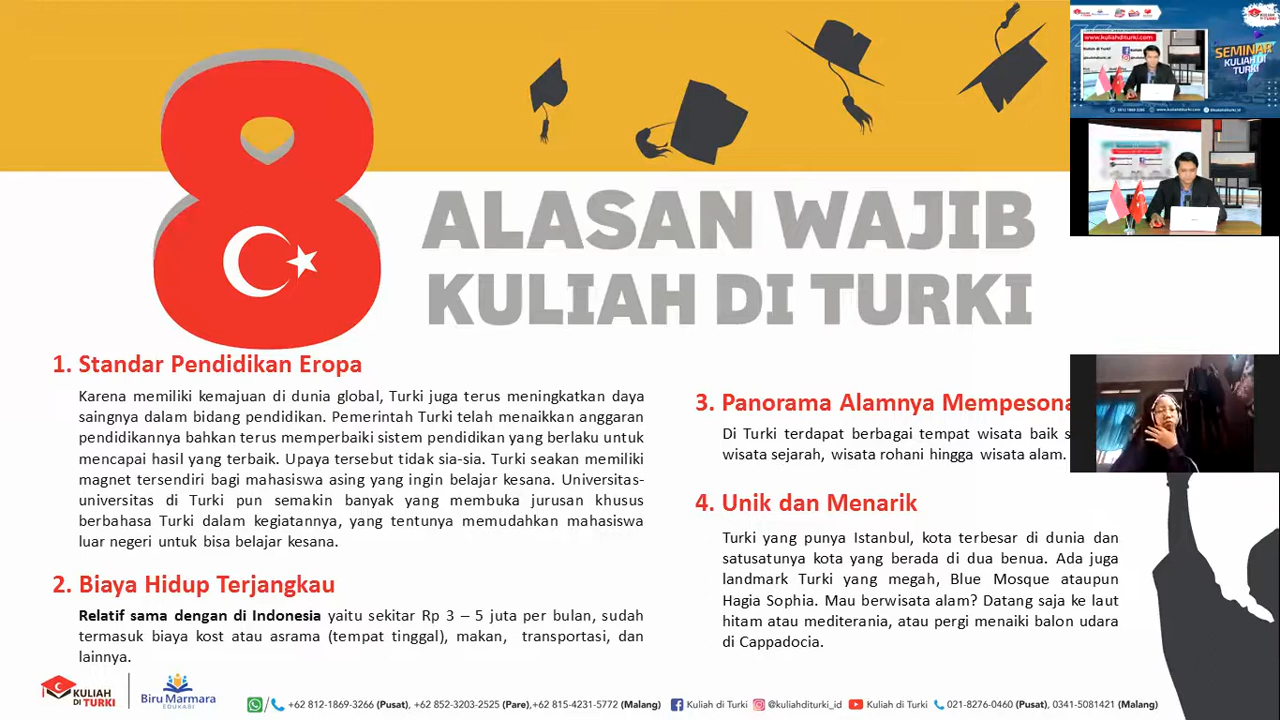 8
ALASAN WAJIB
KULIAH DI TURKI
1. Standar Pendidikan Eropa
Karena memiliki kemajuan di dunia global, Turki juga terus meningkatkan daya
saingnya dalam bidang pendidikan. Pemerintah Turki telah menaikkan anggaran
pendidikannya bahkan terus memperbaiki sistem pendidikan yang berlaku untuk
mencapai hasil yang terbaik. Upaya tersebut tidak sia-sia. Turki seakan memiliki
magnet tersendiri bagi mahasiswa asing yang ingin belajar kesana. Universitas-
universitas di Turki pun semakin banyak yang membuka jurusan khusus
berbahasa Turki dalam kegiatannya, yang tentunya memudahkan mahasiswa
luar negeri untuk bisa belajar kesana.
2. Biaya Hidup Terjangkau
Relatif sama dengan di Indonesia yaitu sekitar Rp 3 – 5 juta per bulan, sudah
termasuk biaya kost atau asrama (tempat tinggal), makan, transportasi, dan
lainnya.
3. Panorama Alamnya Mempesona
Di Turki terdapat berbagai tempat wisata baik
wisata sejarah, wisata rohani hingga wisata alam.
4. Unik dan Menarik
Turki yang punya Istanbul, kota terbesar di dunia dan
satusatunya kota yang berada di dua benua. Ada juga
landmark Turki yang megah, Blue Mosque ataupun
Hagia Sophia. Mau berwisata alam? Datang saja ke laut
hitam atau mediterania, atau pergi menaiki balon udara
di Cappadocia.
KULIAH
DI TURKI
Biru Marmara
EDUKASI
+62 812-1869-3266 (Pusat), +62 852-3203-2525 (Pare),+62 815-4231-5772 (Malang)
Kuliah di Turki
@kuliahditurki_id
Kuliah di Turki
021-8276-0460 (Pusat), 0341-5081421 (Malang)
www.kuliahditurki.com
SEMINAR
KULIAH DI
TURKI